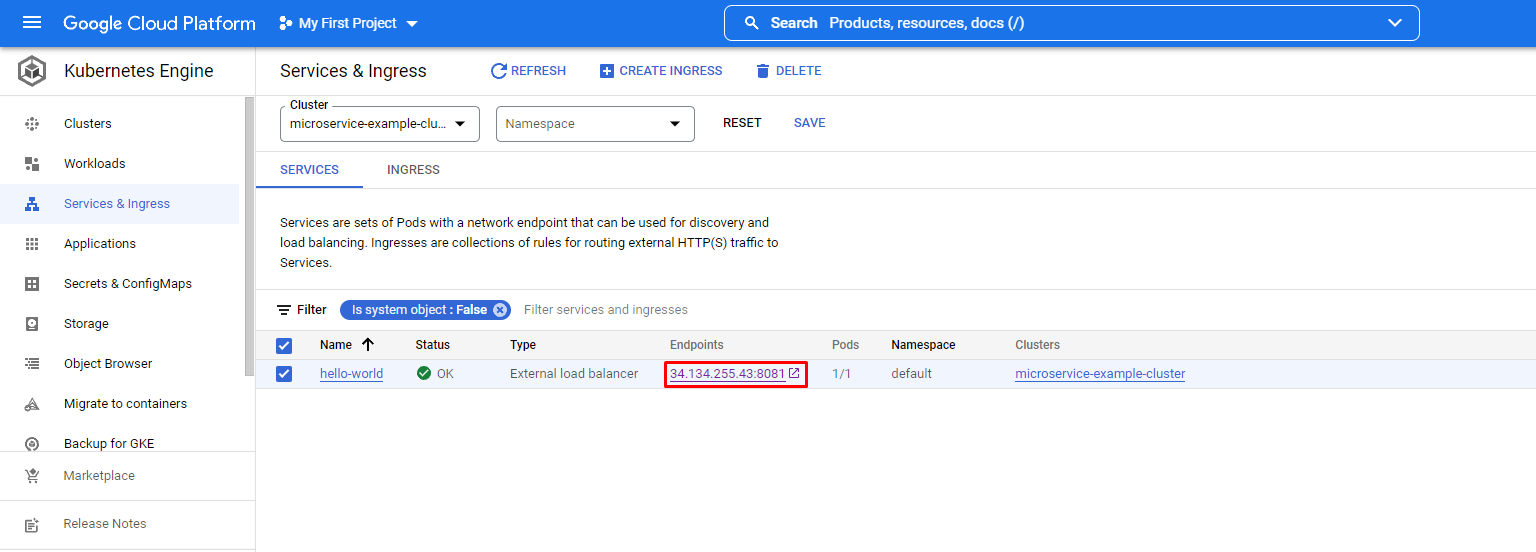 Google Cloud Platform
My First Project
Search Products, resources, docs (/)
Kubernetes Engine
Services & Ingress
REFRESH
CREATE INGRESS
DELETE
Clusters
Workloads
Services & Ingress
Applications
Secrets & ConfigMaps
Storage
Object Browser
Migrate to containers
Backup for GKE
Marketplace
Release Notes
Cluster
microservice-example-clu...
Namespace
RESET
SAVE
SERVICES
INGRESS
Services are sets of Pods with a network endpoint that can be used for discovery and
load balancing. Ingresses are collections of rules for routing external HTTP(S) traffic to
Services.
Filter
Is system object : False
Filter services and ingresses
Name Status Type Endpoints Pods Namespace Clusters
hello-world OK External load balancer 34.134.255.43:8081 1/1 default microservice-example-cluster